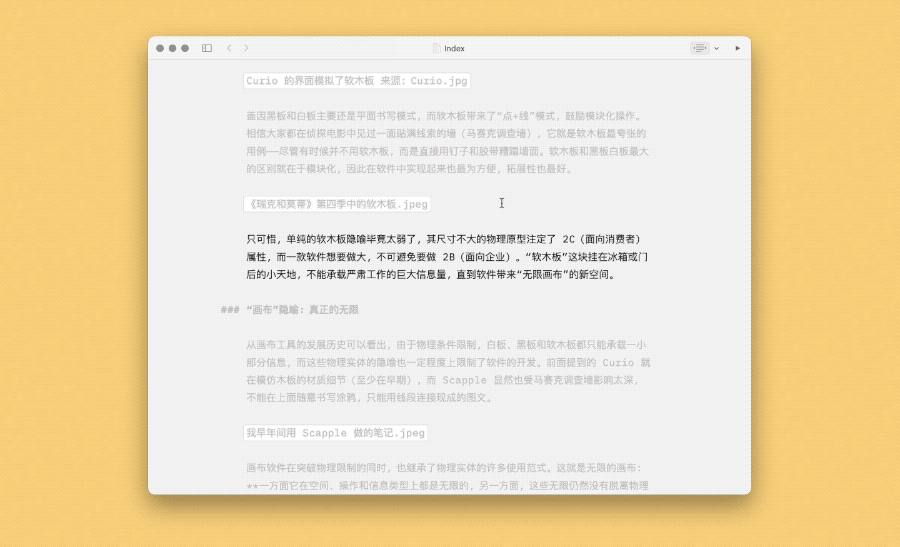 Index
Curio 的界面模拟了软木板 来源：Curio.jpg
盖因黑板和白板主要还是平面书写模式，而软木板带来了“点+线”模式，鼓励模块化操作。
相信大家都在侦探电影中见过一面贴满线索的墙（马赛克调查墙），它就是软木板最夸张的
用例——尽管有时候并不用软木板，而是直接用钉子和胶带糟蹋墙面。软木板和黑板白板最大
的区别就在于模块化，因此在软件中实现起来也最为方便，拓展性也最好。
《瑞克和莫蒂》第四季中的软木板.jpeg
只可惜，单纯的软木板隐喻毕竟太弱了，其尺寸不大的物理原型注定了 2C（面向消费者）
属性，而一款软件想要做大，不可避免要做 2B（面向企业）。“软木板”这块挂在冰箱或门
后的小天地，不能承载严肃工作的巨大信息量，直到软件带来“无限画布”的新空间。
### “画布”隐喻：真正的无限
从画布工具的发展历史可以看出，由于物理条件限制，白板、黑板和软木板都只能承载一小
部分信息，而这些物理实体的隐喻也一定程度上限制了软件的开发。前面提到的 Curio 就
在模仿木板的材质细节（至少在早期），而 Scapple 显然也受马赛克调查墙影响太深，
不能在上面随意书写涂鸦，只能用线段连接现成的图文。
我早年间用 Scapple 做的笔记.jpeg
画布软件在突破物理限制的同时，也继承了物理实体的许多使用范式。这就是无限的画布：
**一方面它在空间、操作和信息类型上都是无限的，另一方面，这些无限仍然没有脱离物理